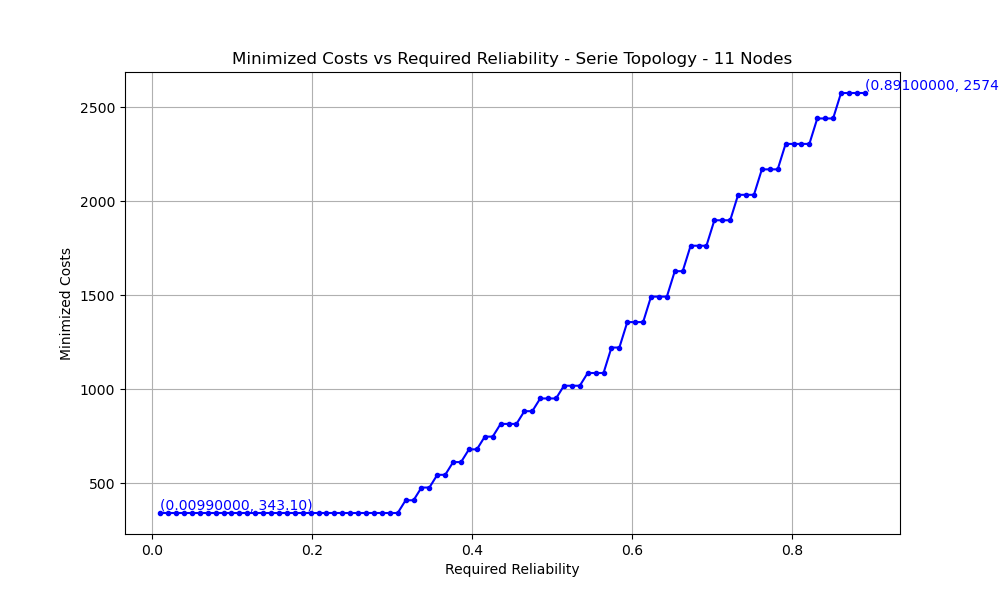 Minimized Costs vs Required Reliability - Serie Topology - 11 Nodes
(0.89100000, 2574
2500
2000
1500
1000
500
Minimized Costs
(0.00990000, 343.10)
0.0 0.2 0.4 0.6 0.8
Required Reliability